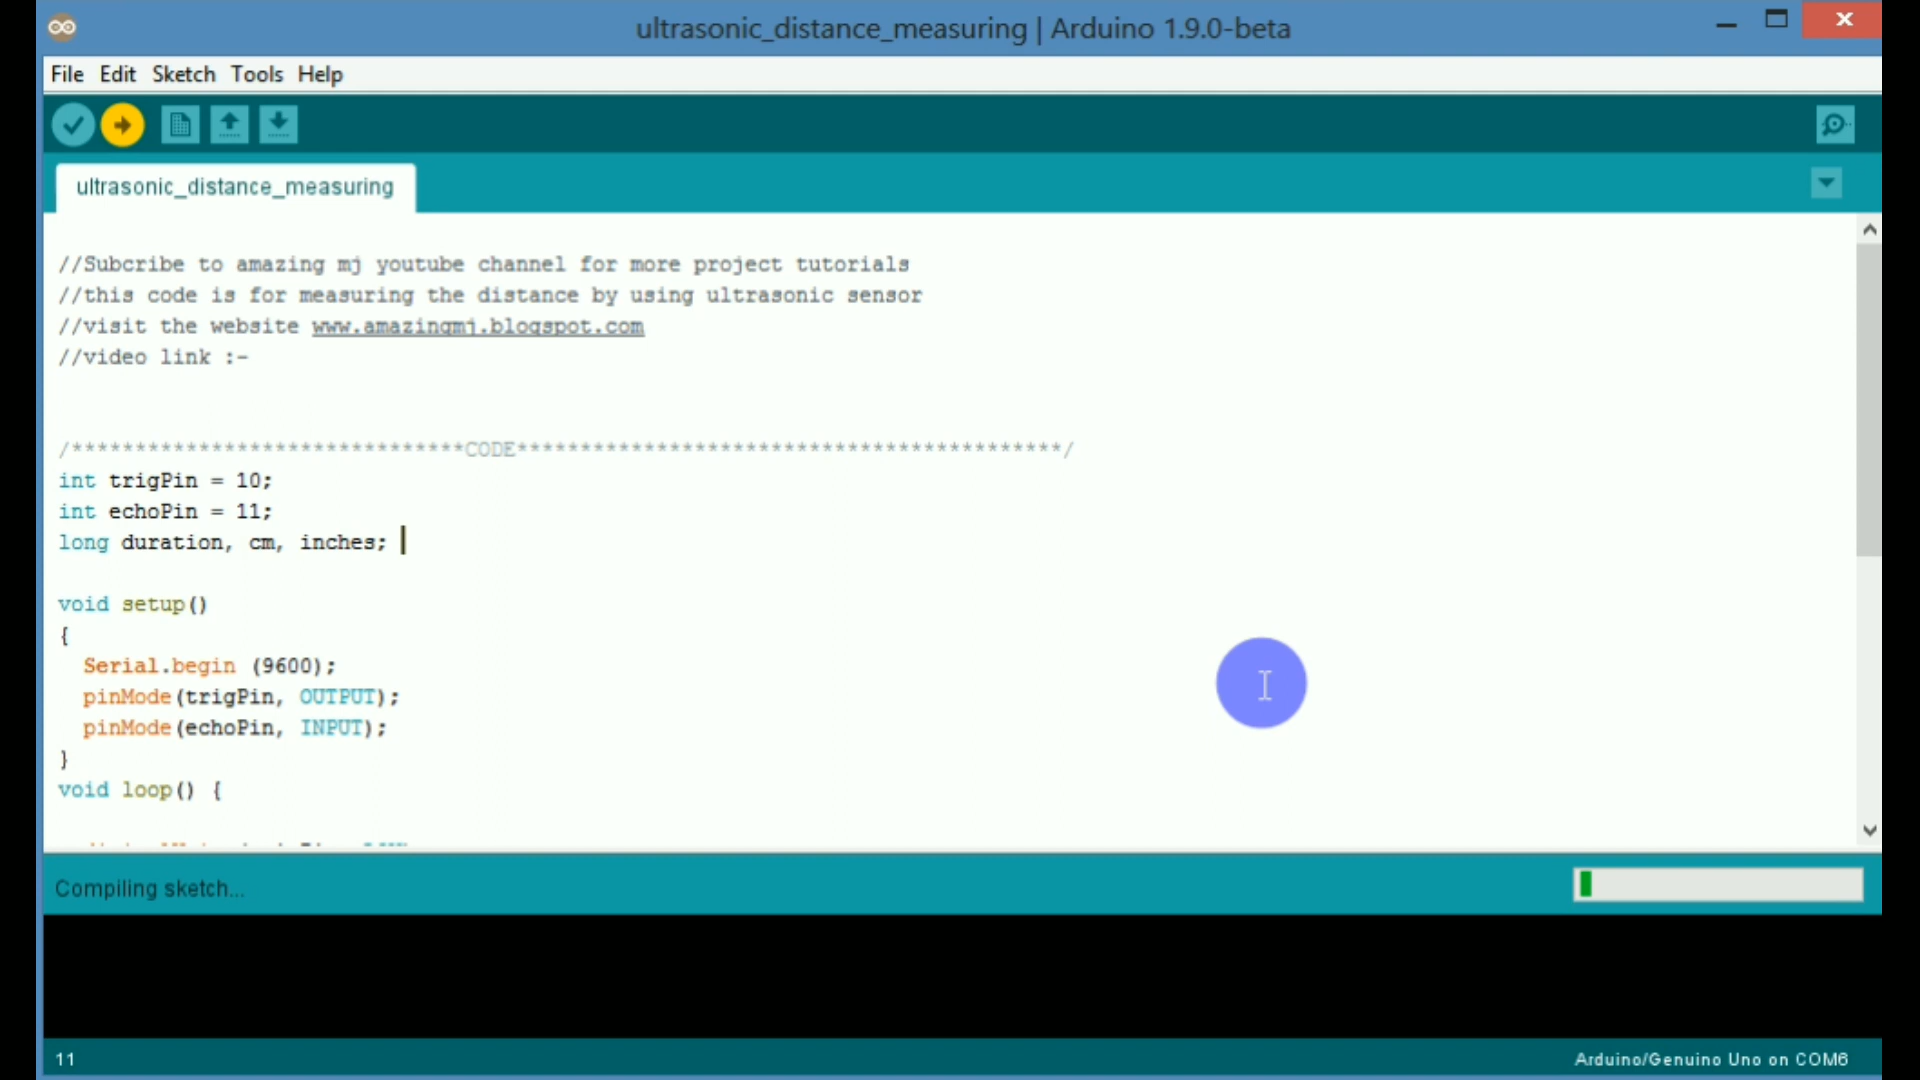 ultrasonic_distance_measuring | Arduino 1.9.0-beta
File Edit Sketch Tools Help
ultrasonic_distance_measuring
//Subcribe to amazing mj youtube channel for more project tutorials
//this code is for measuring the distance by using ultrasonic sensor
//visit the website www.amazingmj.blogspot.com
//video link :-
/*******************************CODE*******************************************/
int trigPin = 10;
int echoPin = 11;
long duration, cm, inches;
void setup()
{
Serial.begin (9600);
pinMode(trigPin, OUTPUT);
pinMode(echoPin, INPUT);
}
void loop() {
Compiling sketch...
11
Arduino/Genuino Uno on COM6